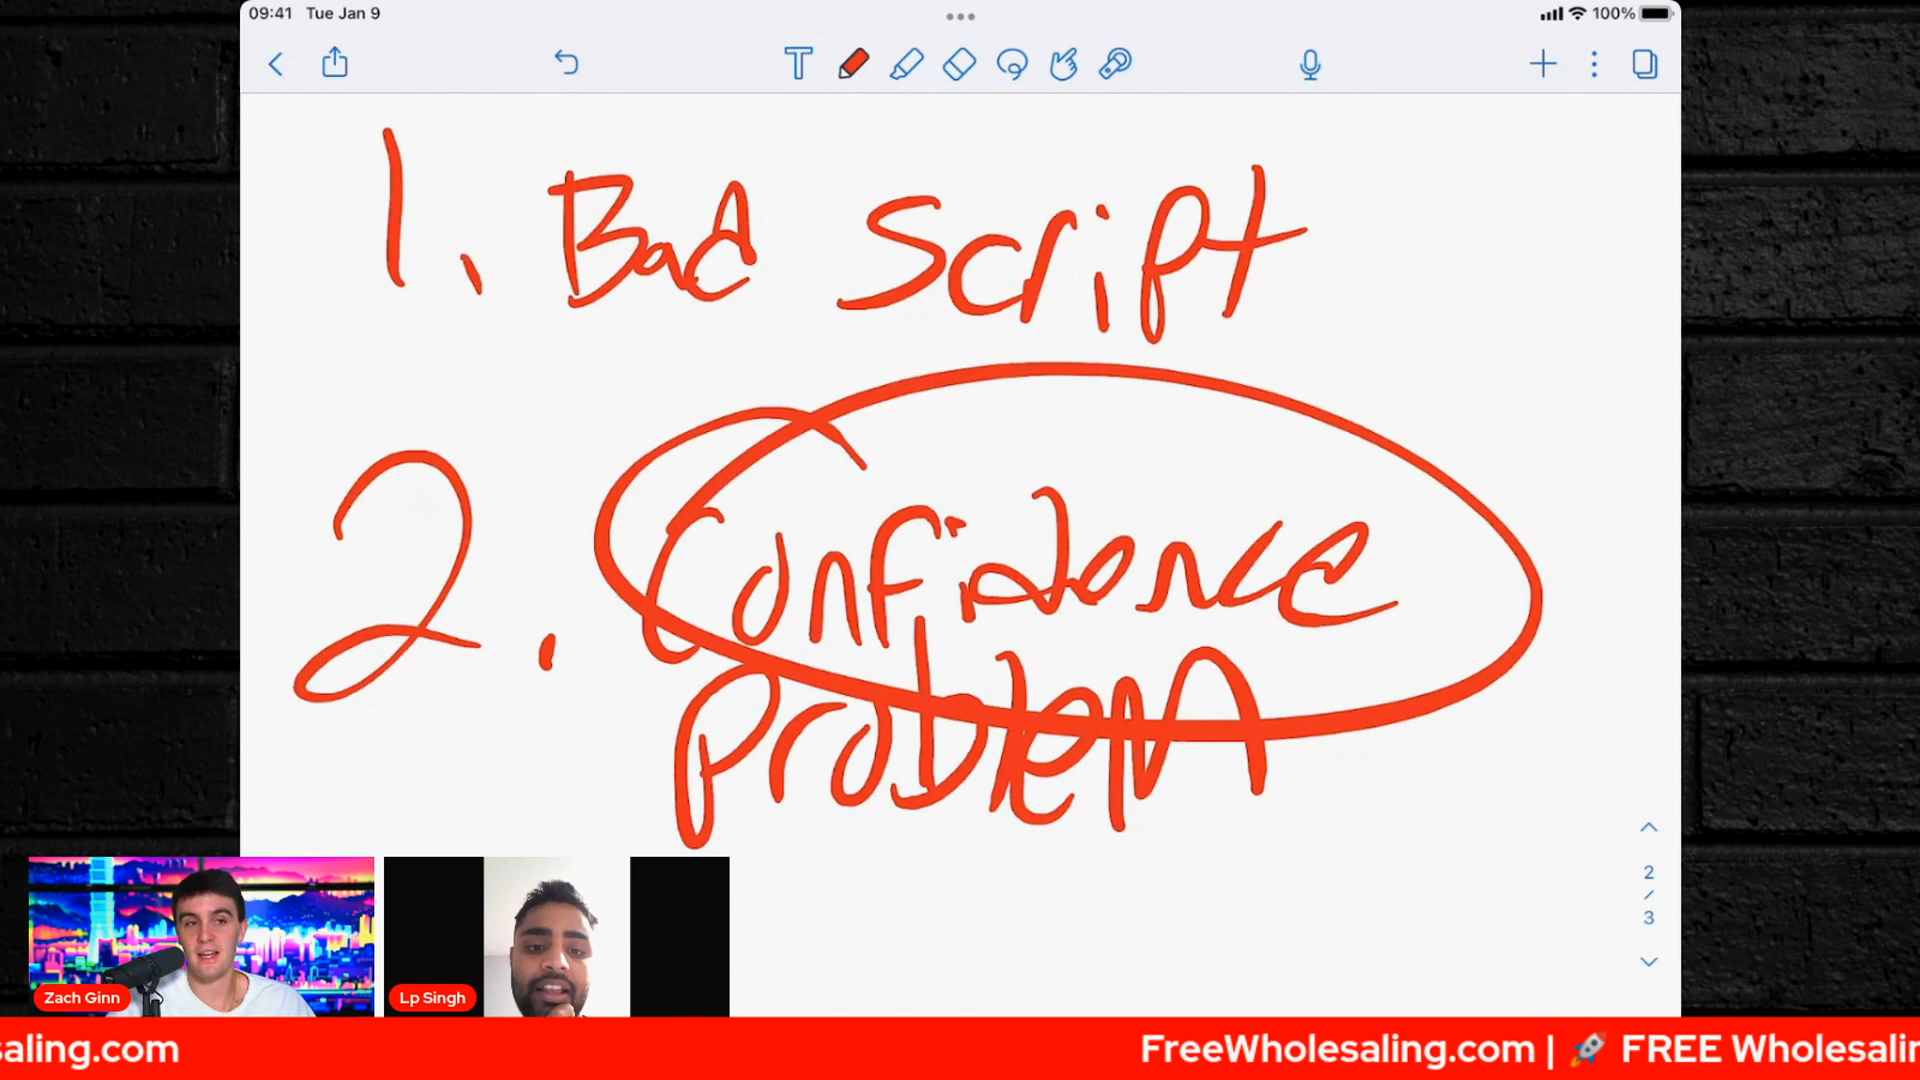 09:41 Tue Jan 9
100%
T
1. Bad Script
2. Confidence
problem
2
/
3
Zach Ginn
Lp Singh
aling.com FreeWholesaling.com | 🚀 FREE Wholesalin